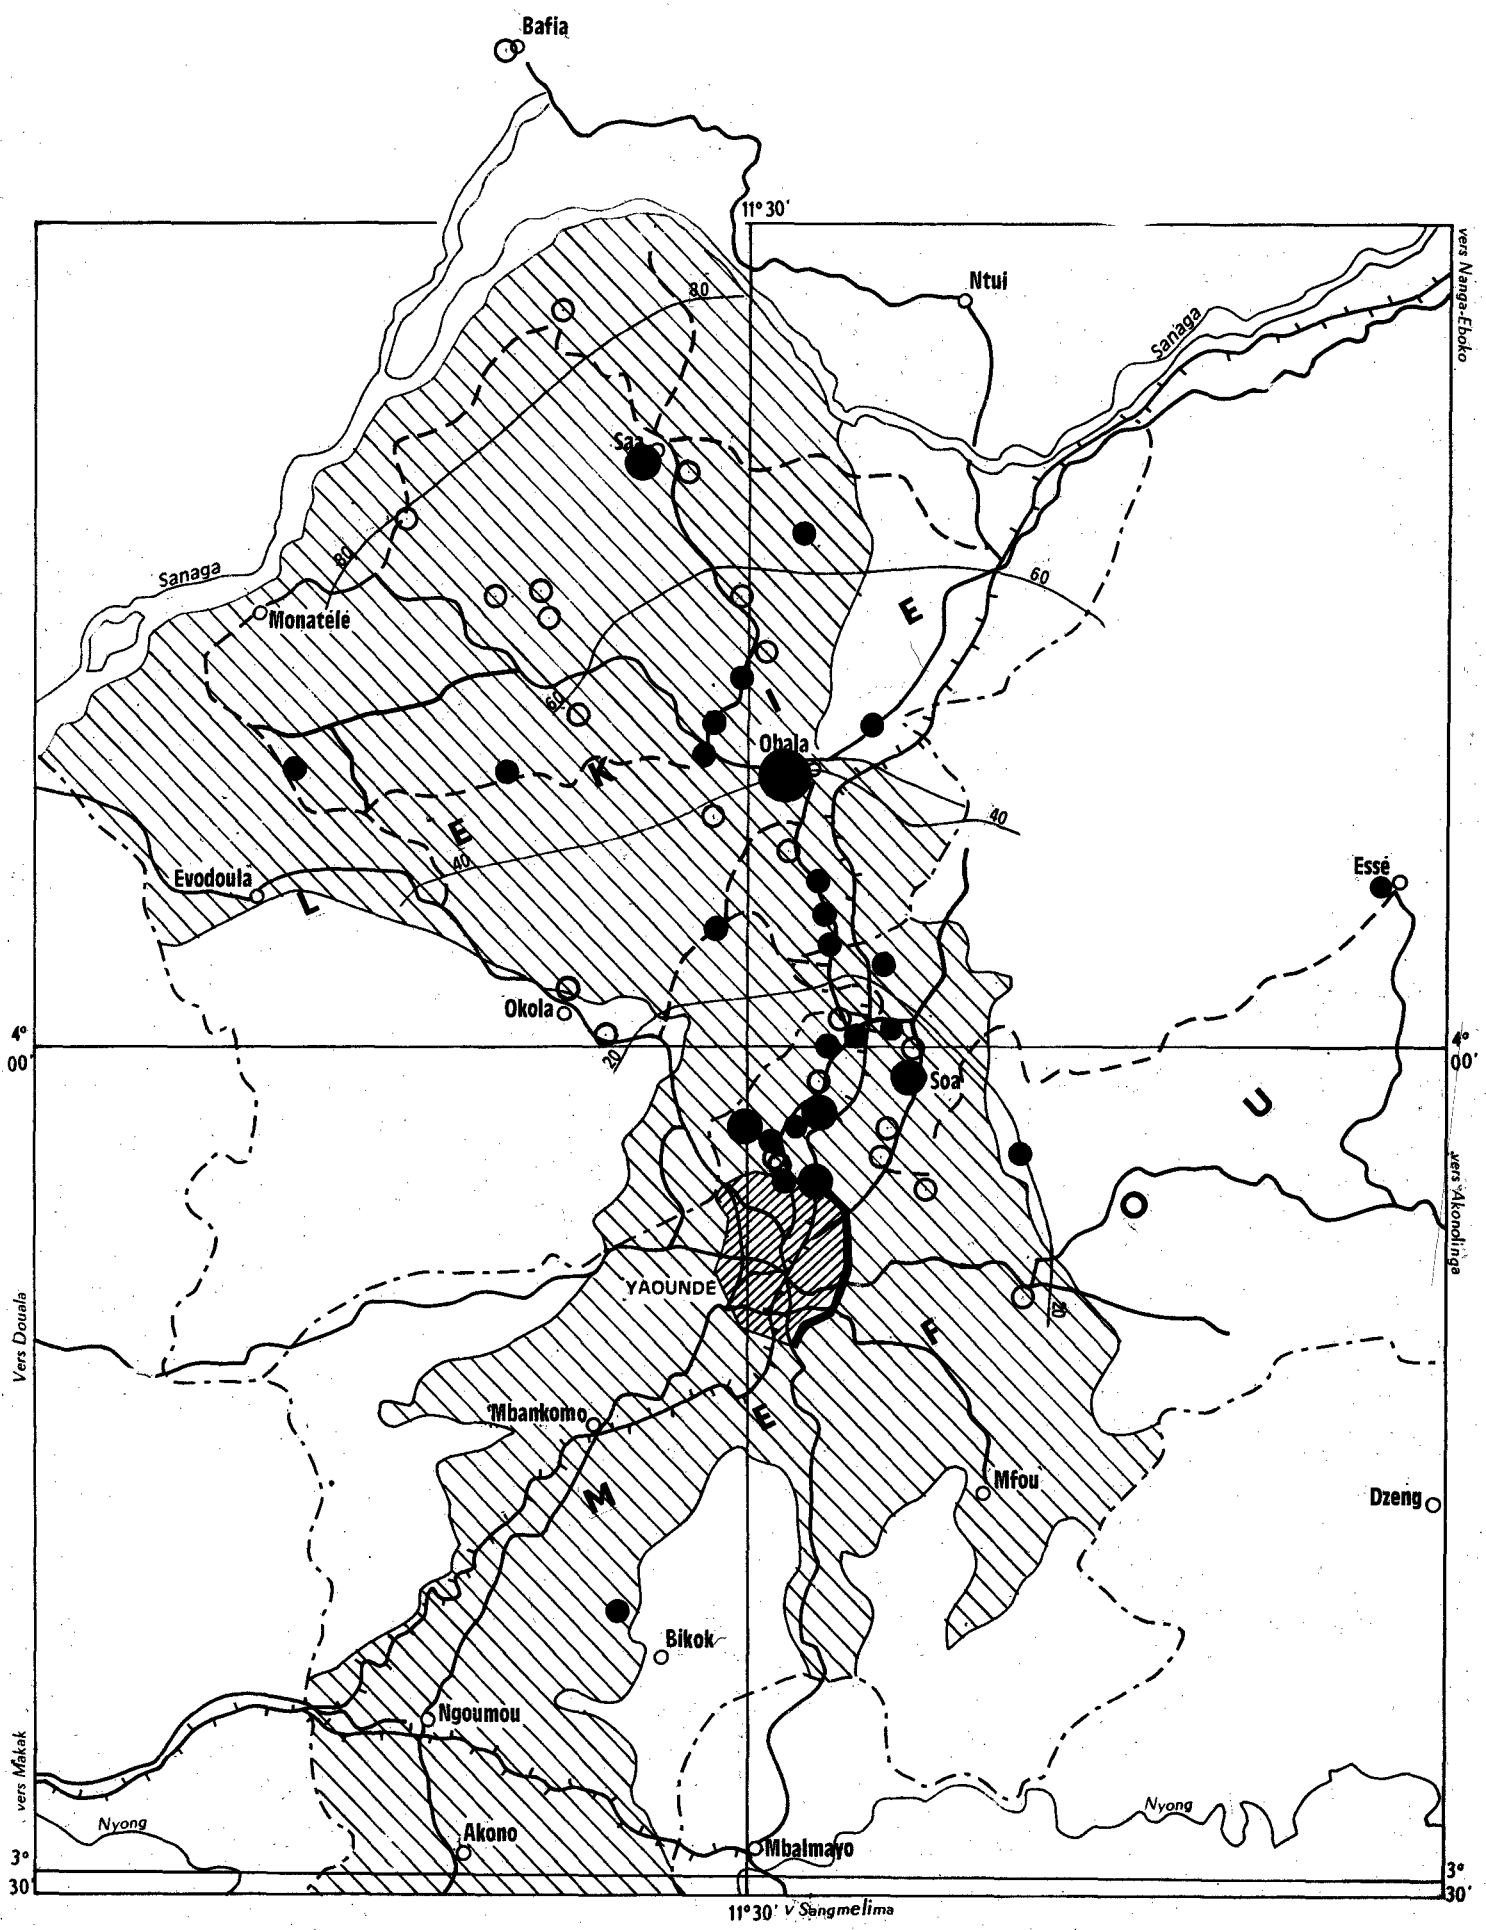 Bafia
11° 30'
vers Nanga-Eboko
Ntui
80
Sanaga
Saa
80
Sanaga
60
Monatélé
E
60
I
Obala
K
E
40
40
Essé
Evodoula
L
Okola
4°
00'
20
4°
00'
Soa
U
O
vers Akonolinga
YAOUNDE
20
Vers Douala
F
Mbankomo
E
Mfou
M
Dzeng
Bikok
Ngoumou
vers Makak
Nyong
Nyong
Akono
Mbalmayo
3°
30'
3°
30'
11° 30'
v Sangmelima